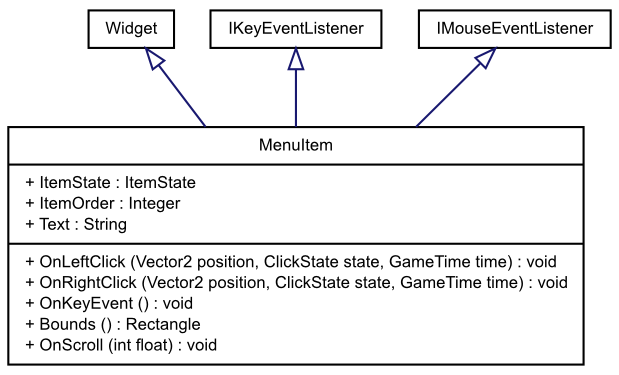 Widget
IKeyEventListener
IMouseEventListener
MenuItem
+ ItemState : ItemState
+ ItemOrder : Integer
+ Text : String
+ OnLeftClick (Vector2 position, ClickState state, GameTime time) : void
+ OnRightClick (Vector2 position, ClickState state, GameTime time) : void
+ OnKeyEvent () : void
+ Bounds () : Rectangle
+ OnScroll (int float) : void